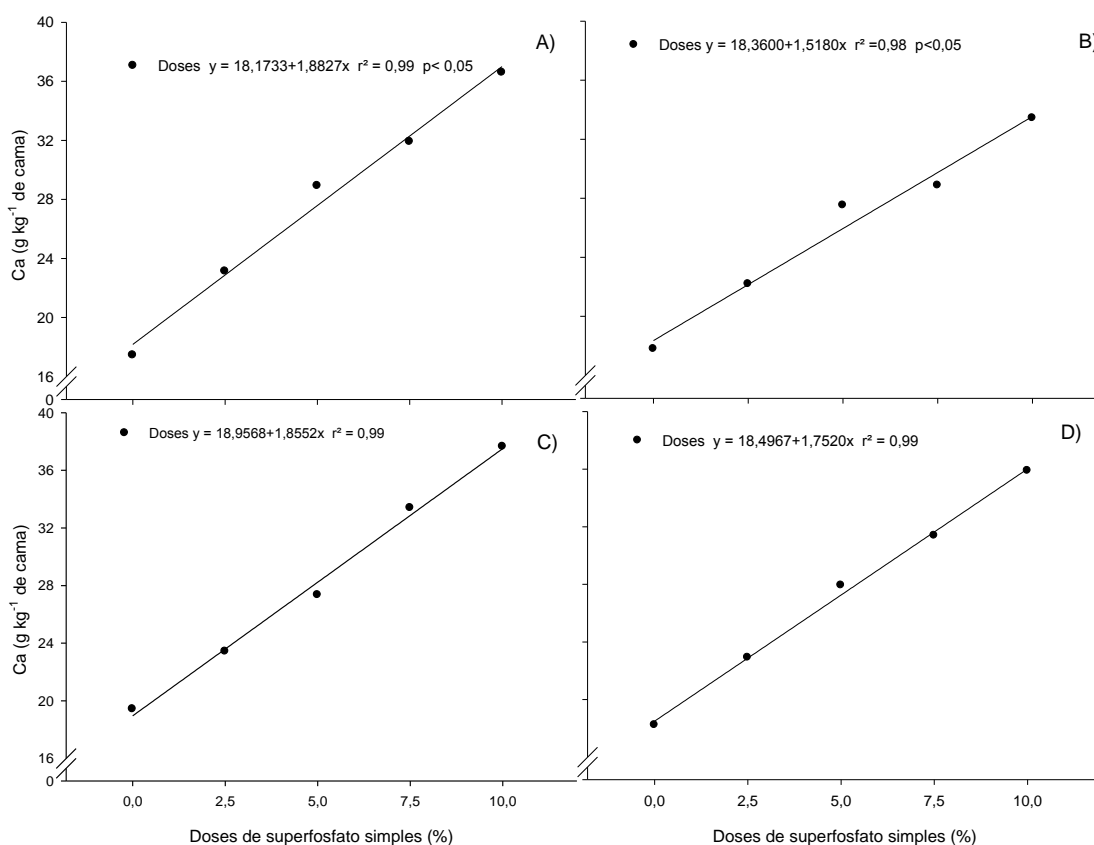 40
36
32
28
24
20
16
0
Ca (g kg-1 de cama)
A)
Doses y = 18,1733+1,8827x r² = 0,99 p< 0,05
B)
Doses y = 18,3600+1,5180x r² =0,98 p<0,05
40
36
32
28
24
20
16
0
Ca (g kg-1 de cama)
C)
Doses y = 18,9568+1,8552x r² = 0,99
D)
Doses y = 18,4967+1,7520x r² = 0,99
0,0 2,5 5,0 7,5 10,0
0,0 2,5 5,0 7,5 10,0
Doses de superfosfato simples (%)
Doses de superfosfato simples (%)